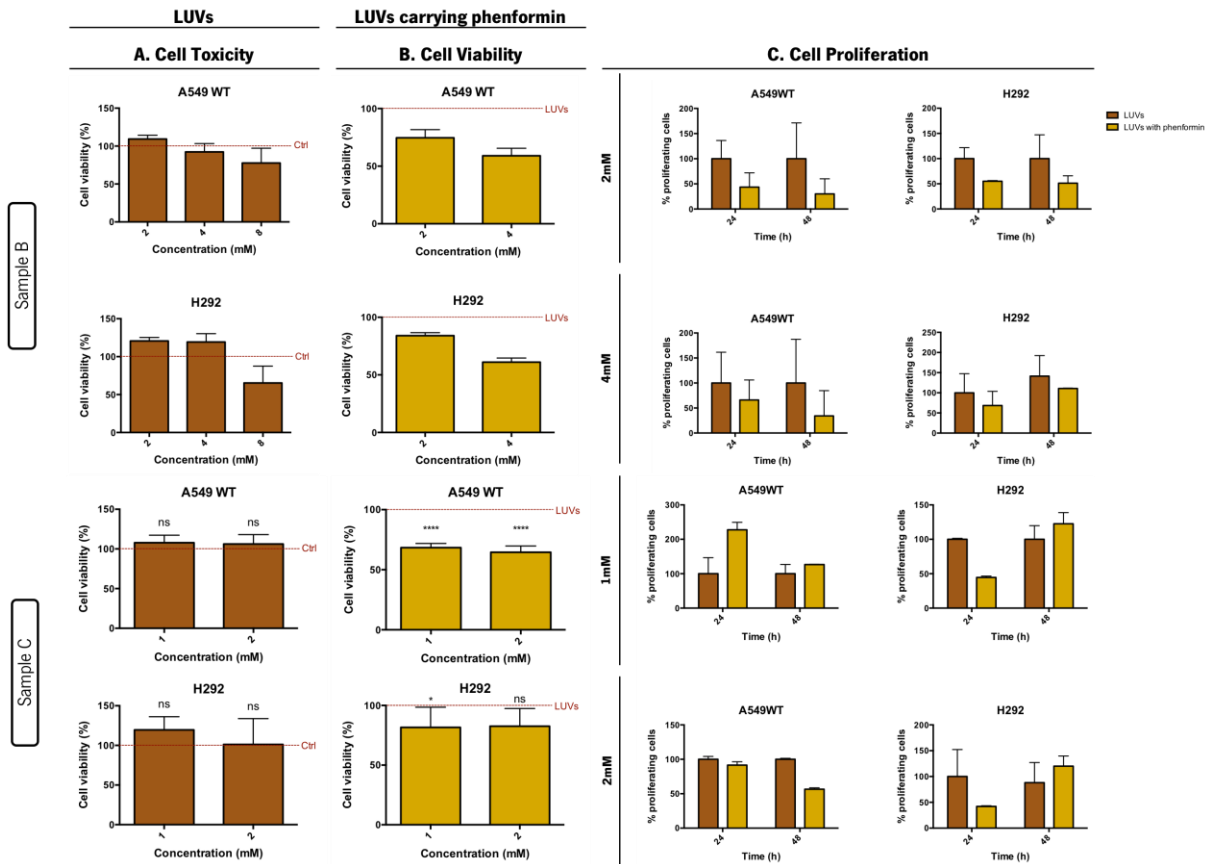 LUVs
LUVs carrying phenformin
A. Cell Toxicity
B. Cell Viability
C. Cell Proliferation
Sample B
A549 WT
Cell viability (%)
150
100
50
0
Ctrl
2
4
8
Concentration (mM)
A549 WT
Cell viability (%)
100
50
0
LUVs
2
4
Concentration (mM)
2mM
A549WT
% proliferating cells
200
150
100
50
0
24
48
Time (h)
H292
% proliferating cells
200
150
100
50
0
24
48
Time (h)
LUVs
LUVs with phenformin
H292
Cell viability (%)
150
100
50
0
Ctrl
2
4
8
Concentration (mM)
H292
Cell viability (%)
100
50
0
LUVs
2
4
Concentration (mM)
4mM
A549WT
% proliferating cells
200
150
100
50
0
24
48
Time (h)
H292
% proliferating cells
250
200
150
100
50
0
24
48
Time (h)
Sample C
A549 WT
Cell viability (%)
150
100
50
0
ns
ns
Ctrl
1
2
Concentration (mM)
A549 WT
Cell viability (%)
100
50
0
****
****
LUVs
1
2
Concentration (mM)
1mM
A549WT
% proliferating cells
300
200
100
0
24
48
Time (h)
H292
% proliferating cells
150
100
50
0
24
48
Time (h)
H292
Cell viability (%)
150
100
50
0
ns
ns
Ctrl
1
2
Concentration (mM)
H292
Cell viability (%)
100
50
0
*
ns
LUVs
1
2
Concentration (mM)
2mM
A549WT
% proliferating cells
150
100
50
0
24
48
Time (h)
H292
% proliferating cells
200
150
100
50
0
24
48
Time (h)